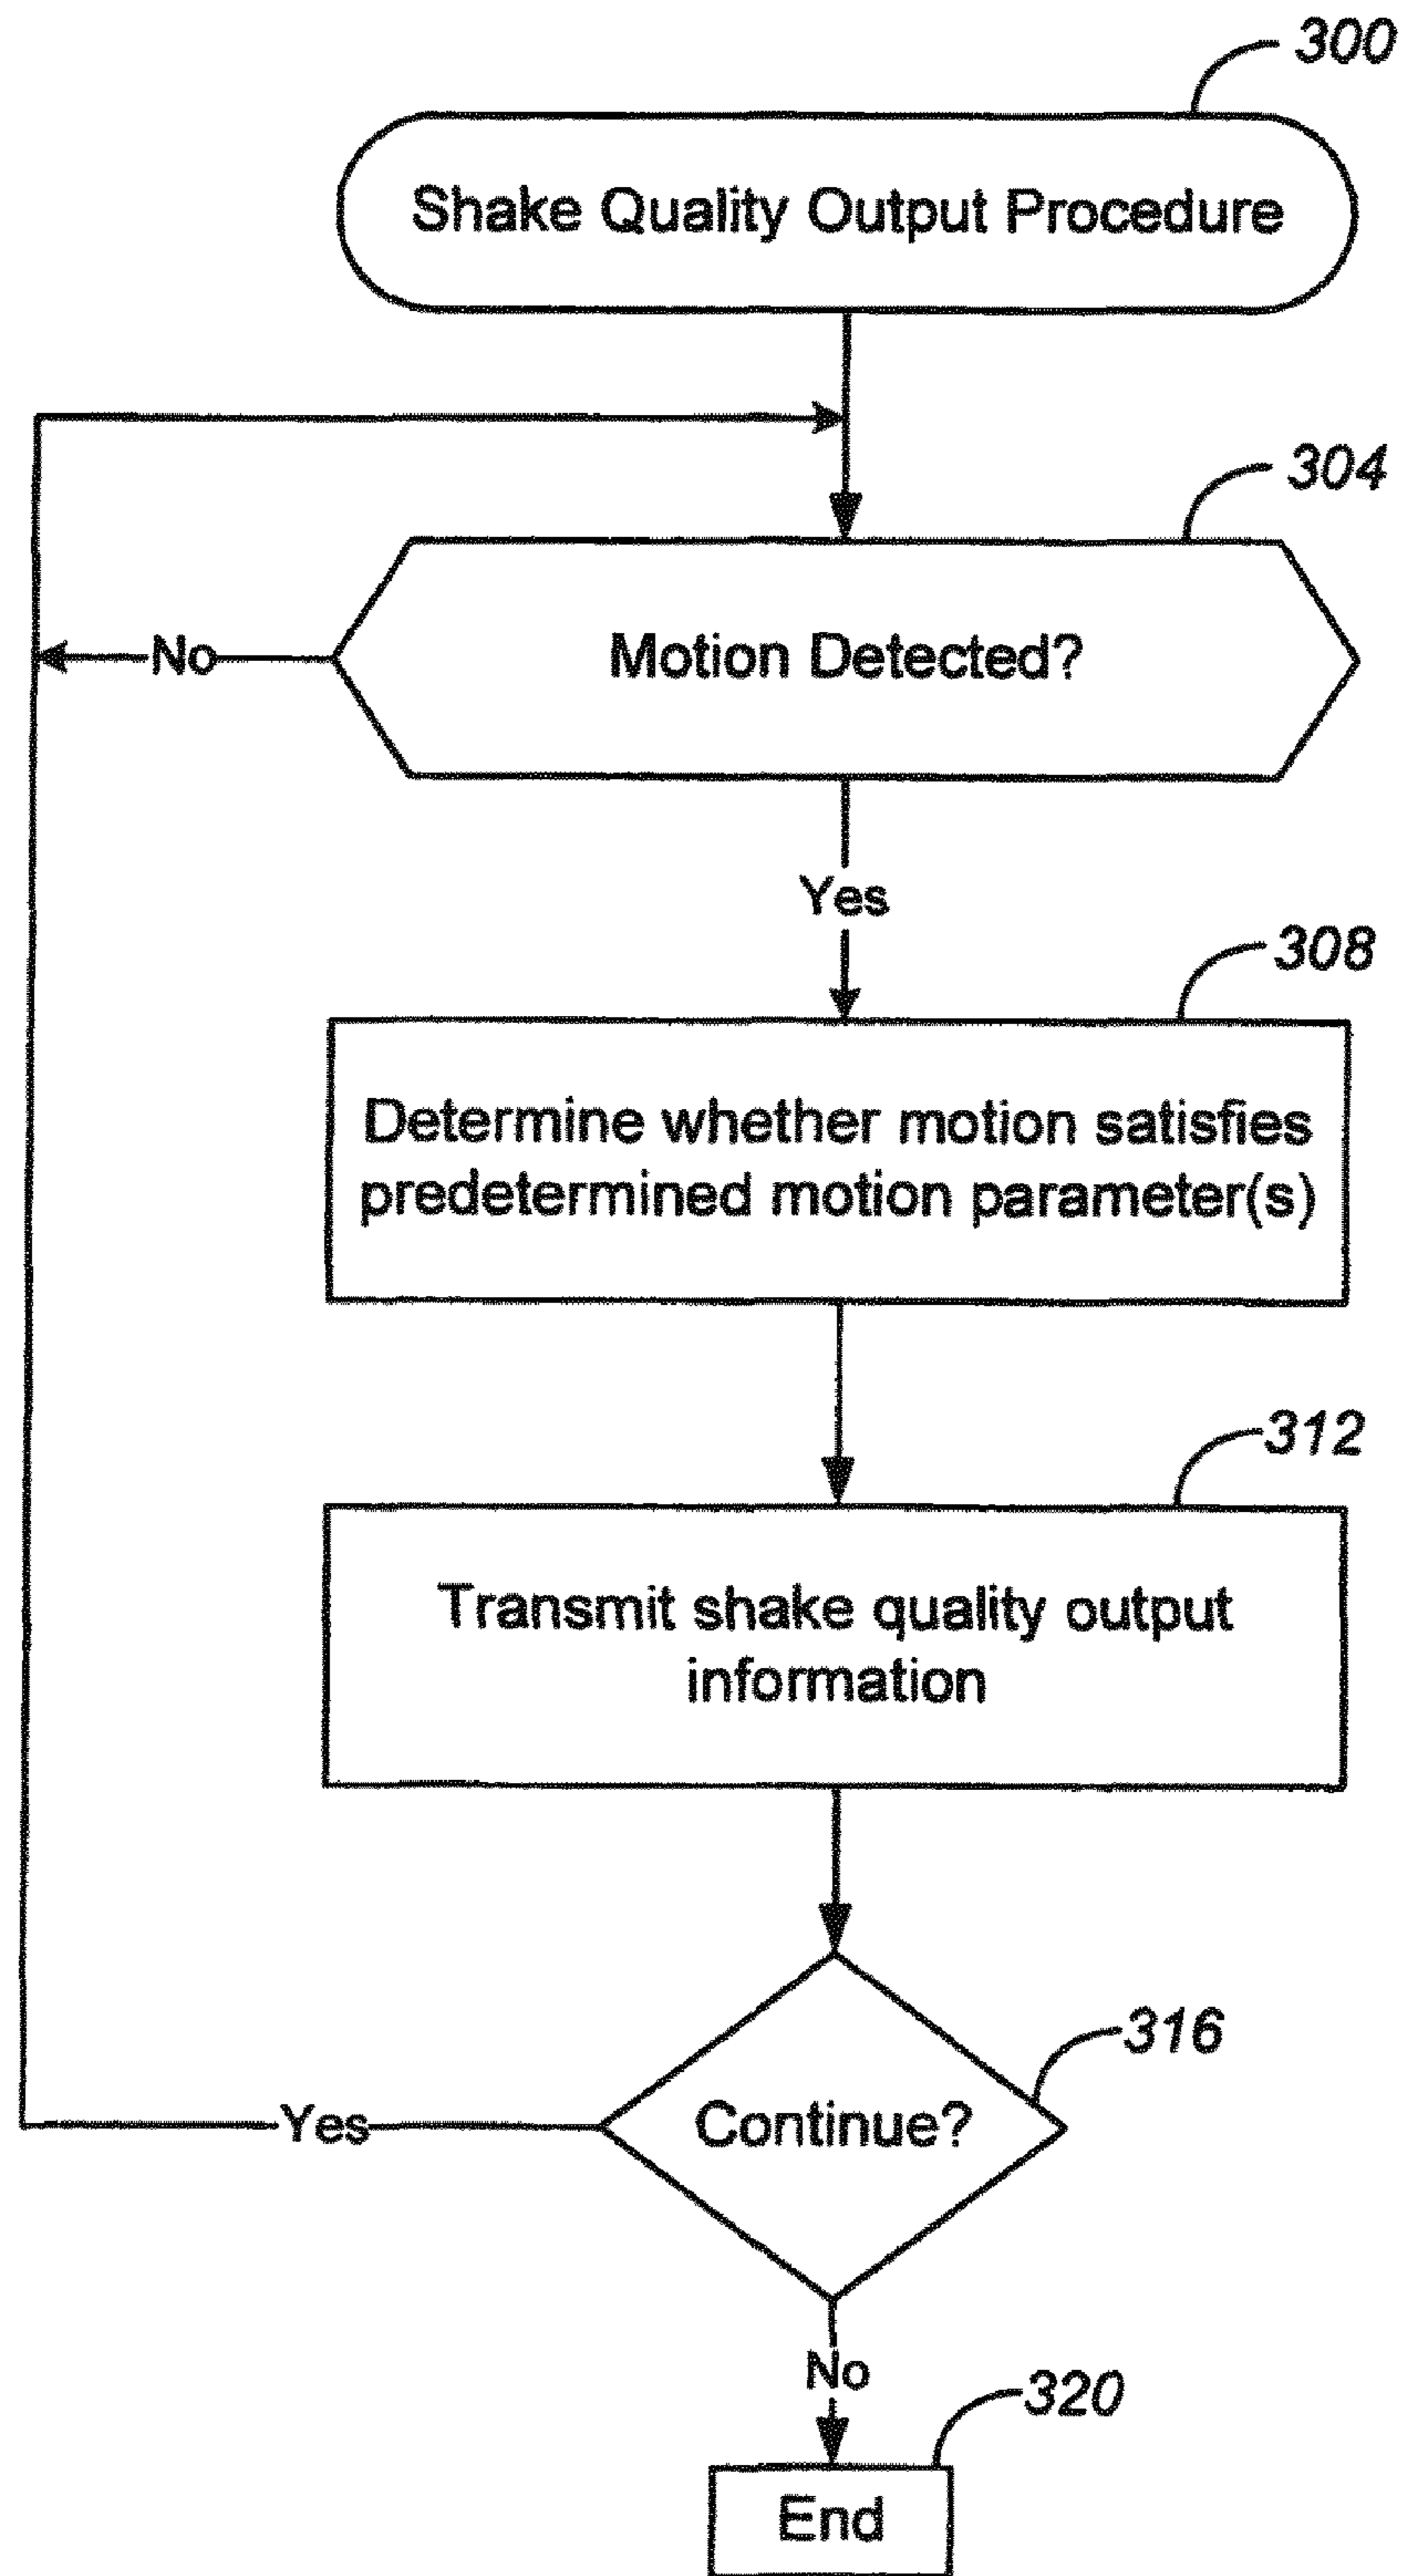 300
Shake Quality Output Procedure
304
Motion Detected?
No
Yes
308
Determine whether motion satisfies
predetermined motion parameter(s)
312
Transmit shake quality output
information
316
Continue?
Yes
No
320
End